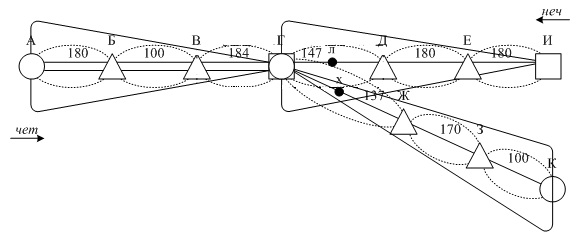 неч
А Б В Г л Д Е И
180 100 184 147 180 180
х
137 Ж
чет
170 З
100 К